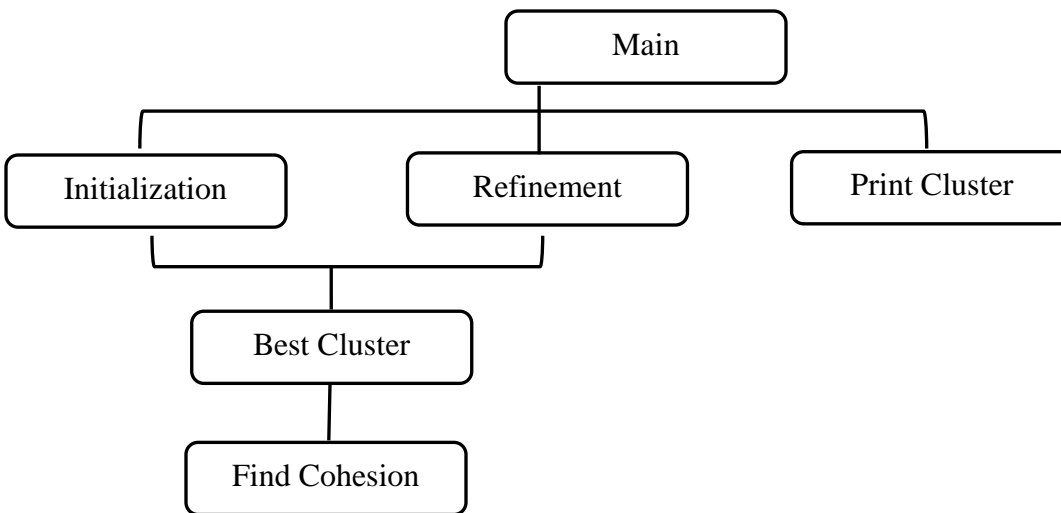 Main
Initialization
Refinement
Print Cluster
Best Cluster
Find Cohesion